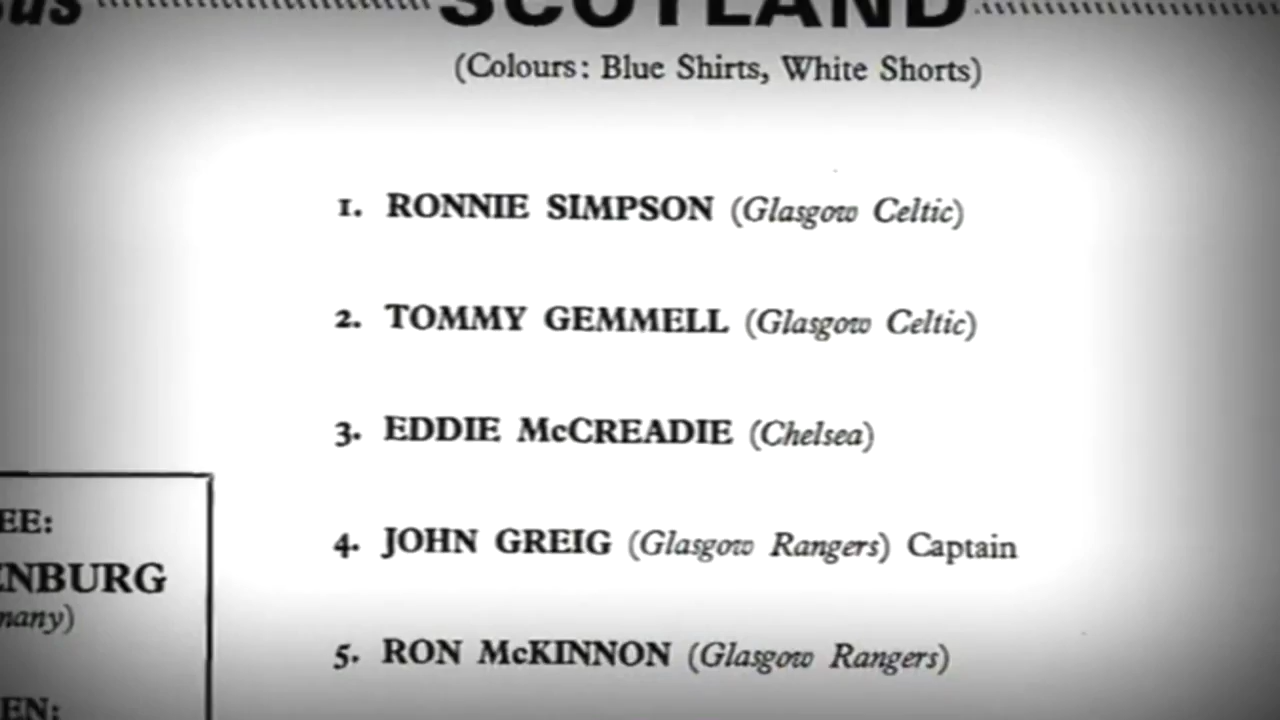 SCOTLAND
(Colours: Blue Shirts, White Shorts)
1. RONNIE SIMPSON (Glasgow Celtic)
2. TOMMY GEMMELL (Glasgow Celtic)
3. EDDIE McCREADIE (Chelsea)
4. JOHN GREIG (Glasgow Rangers) Captain
5. RON McKINNON (Glasgow Rangers)
EE:
ENBURG
many)
EN: